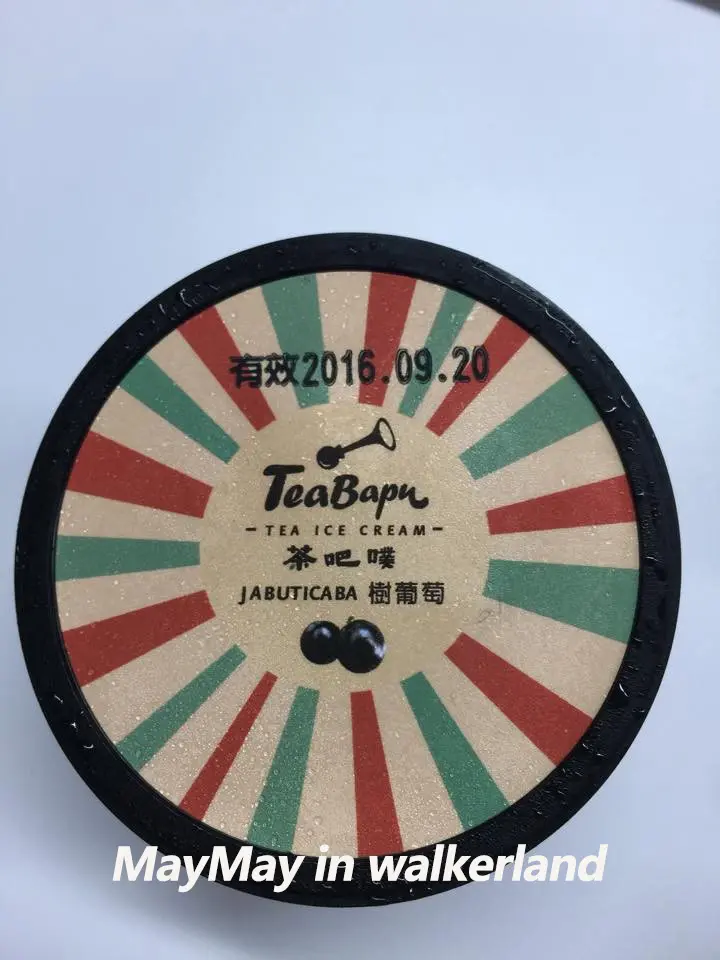 有效2016.09.20
TeaBapu
- TEA ICE CREAM -
茶吧噗
JABUTICABA 樹葡萄
MayMay in walkerland